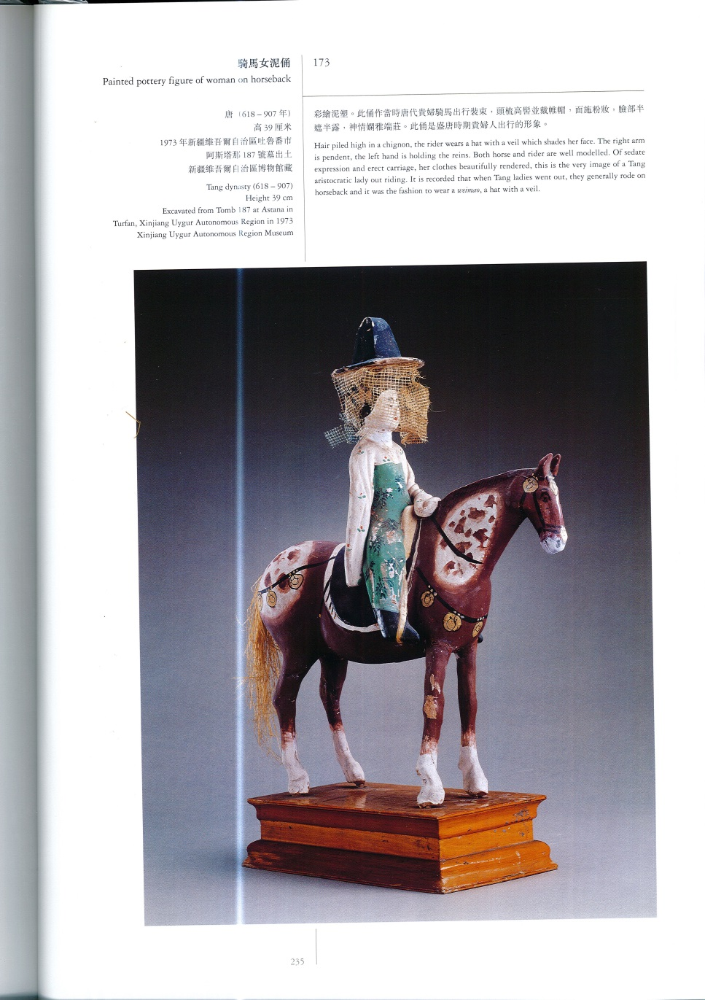 騎馬女泥俑
Painted pottery figure of woman on horseback
唐（618 – 907 年）
高 39 厘米
1973 年新疆維吾爾自治區吐魯番市
阿斯塔那 187 號墓出土
新疆維吾爾自治區博物館藏
Tang dynasty (618 – 907)
Height 39 cm
Excavated from Tomb 187 at Astana in
Turfan, Xinjiang Uygur Autonomous Region in 1973
Xinjiang Uygur Autonomous Region Museum
173
彩繪泥塑。此俑作當時唐代貴婦騎馬出行裝束，頭梳高髻並戴帷帽，面施粉妝，臉部半
遮半露，神情嫻雅端莊。此俑是盛唐時期貴婦人出行的形象。
Hair piled high in a chignon, the rider wears a hat with a veil which shades her face. The right arm
is pendent, the left hand is holding the reins. Both horse and rider are well modelled. Of sedate
expression and erect carriage, her clothes beautifully rendered, this is the very image of a Tang
aristocratic lady out riding. It is recorded that when Tang ladies went out, they generally rode on
horseback and it was the fashion to wear a weimao, a hat with a veil.
235